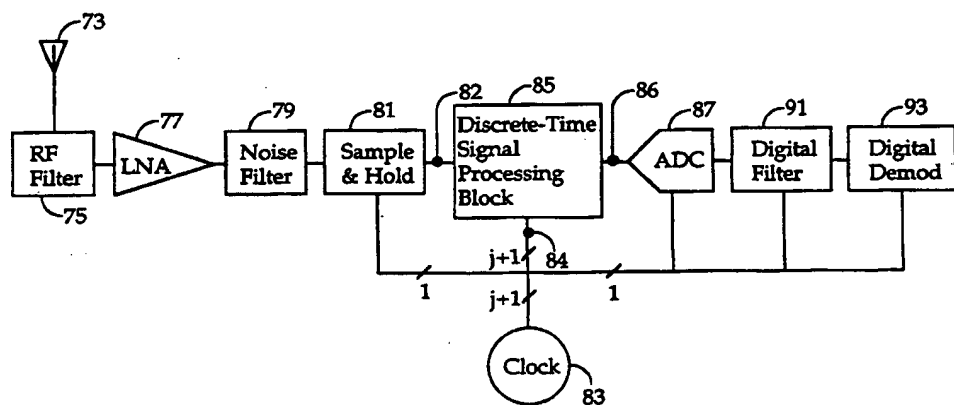 73
82
85
86
77
79
81
87
91
93
RF
Filter
LNA
Noise
Filter
Sample
& Hold
Discrete-Time
Signal
Processing
Block
ADC
Digital
Filter
Digital
Demod
75
j+1
84
1
1
j+1
Clock
83